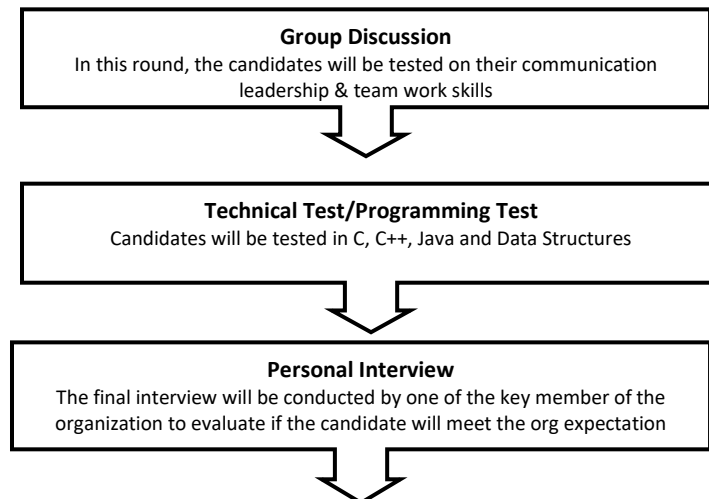 Group Discussion
In this round, the candidates will be tested on their communication
leadership & team work skills
Technical Test/Programming Test
Candidates will be tested in C, C++, Java and Data Structures
Personal Interview
The final interview will be conducted by one of the key member of the
organization to evaluate if the candidate will meet the org expectation